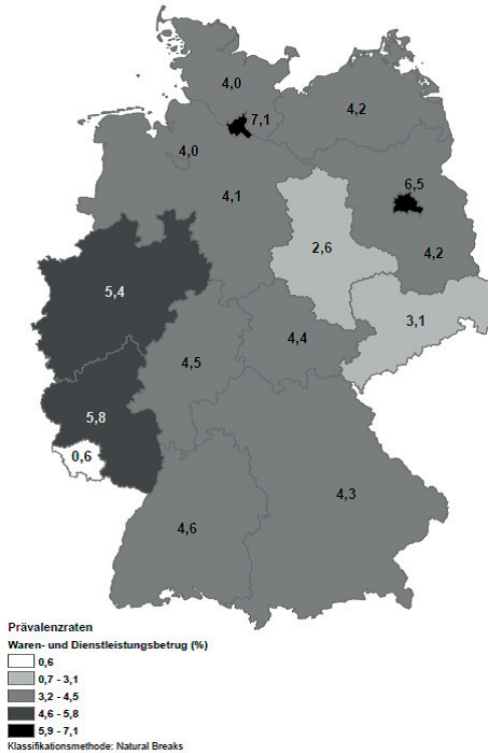 4,0
7,1
4,2
4,0
4,1
6,5
2,6
4,2
5,4
3,1
4,5
4,4
5,8
0,6
4,3
4,6
Prävalenzraten
Waren- und Dienstleistungsbetrug (%)
0,6
0,7 - 3,1
3,2 - 4,5
4,6 - 5,8
5,9 - 7,1
Klassifikationsmethode: Natural Breaks